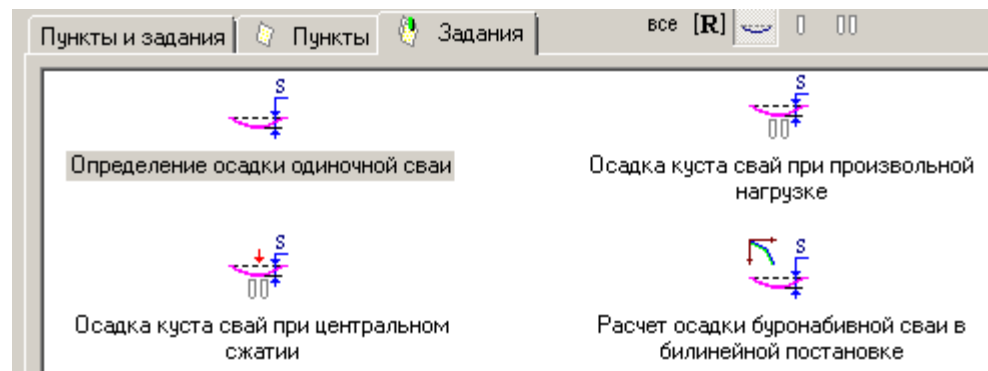 Пункты и задания Пункты Задания все [R]
S S
Определение осадки одиночной сваи
Осадка куста свай при произвольной
нагрузке
S S
Осадка куста свай при центральном
сжатии
Расчет осадки буронабивной сваи в
билинейной постановке